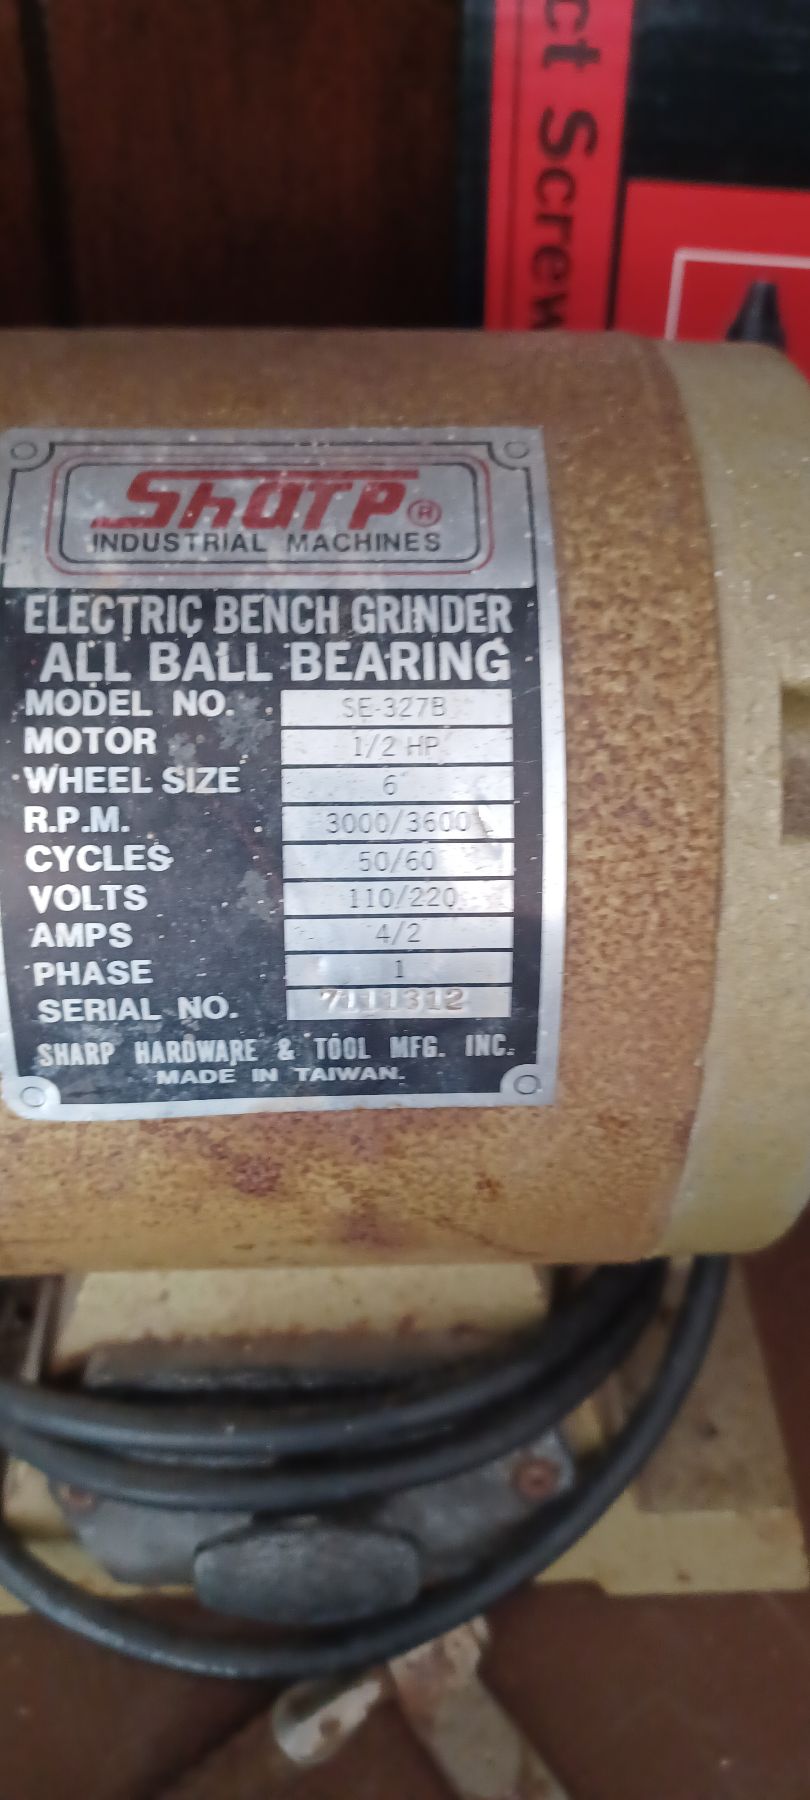 ct Screw
Sharp®
INDUSTRIAL MACHINES
ELECTRIC BENCH GRINDER
ALL BALL BEARING
MODEL NO. SE-327B
MOTOR 1/2 HP
WHEEL SIZE 6"
R.P.M. 3000/3600
CYCLES 50/60
VOLTS 110/220
AMPS 4/2
PHASE 1
SERIAL NO. 7111312
SHARP HARDWARE & TOOL MFG. INC.
MADE IN TAIWAN.